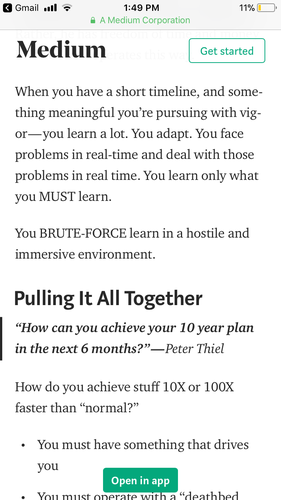 Gmail 1:49 PM 11%
A Medium Corporation
Medium Get started
When you have a short timeline, and some-
thing meaningful you’re pursuing with vig-
or — you learn a lot. You adapt. You face
problems in real-time and deal with those
problems in real time. You learn only what
you MUST learn.
You BRUTE-FORCE learn in a hostile and
immersive environment.
Pulling It All Together
“How can you achieve your 10 year plan
in the next 6 months?” — Peter Thiel
How do you achieve stuff 10X or 100X
faster than “normal?”
• You must have something that drives
you
Open in app
• You must operate with a “deathbed